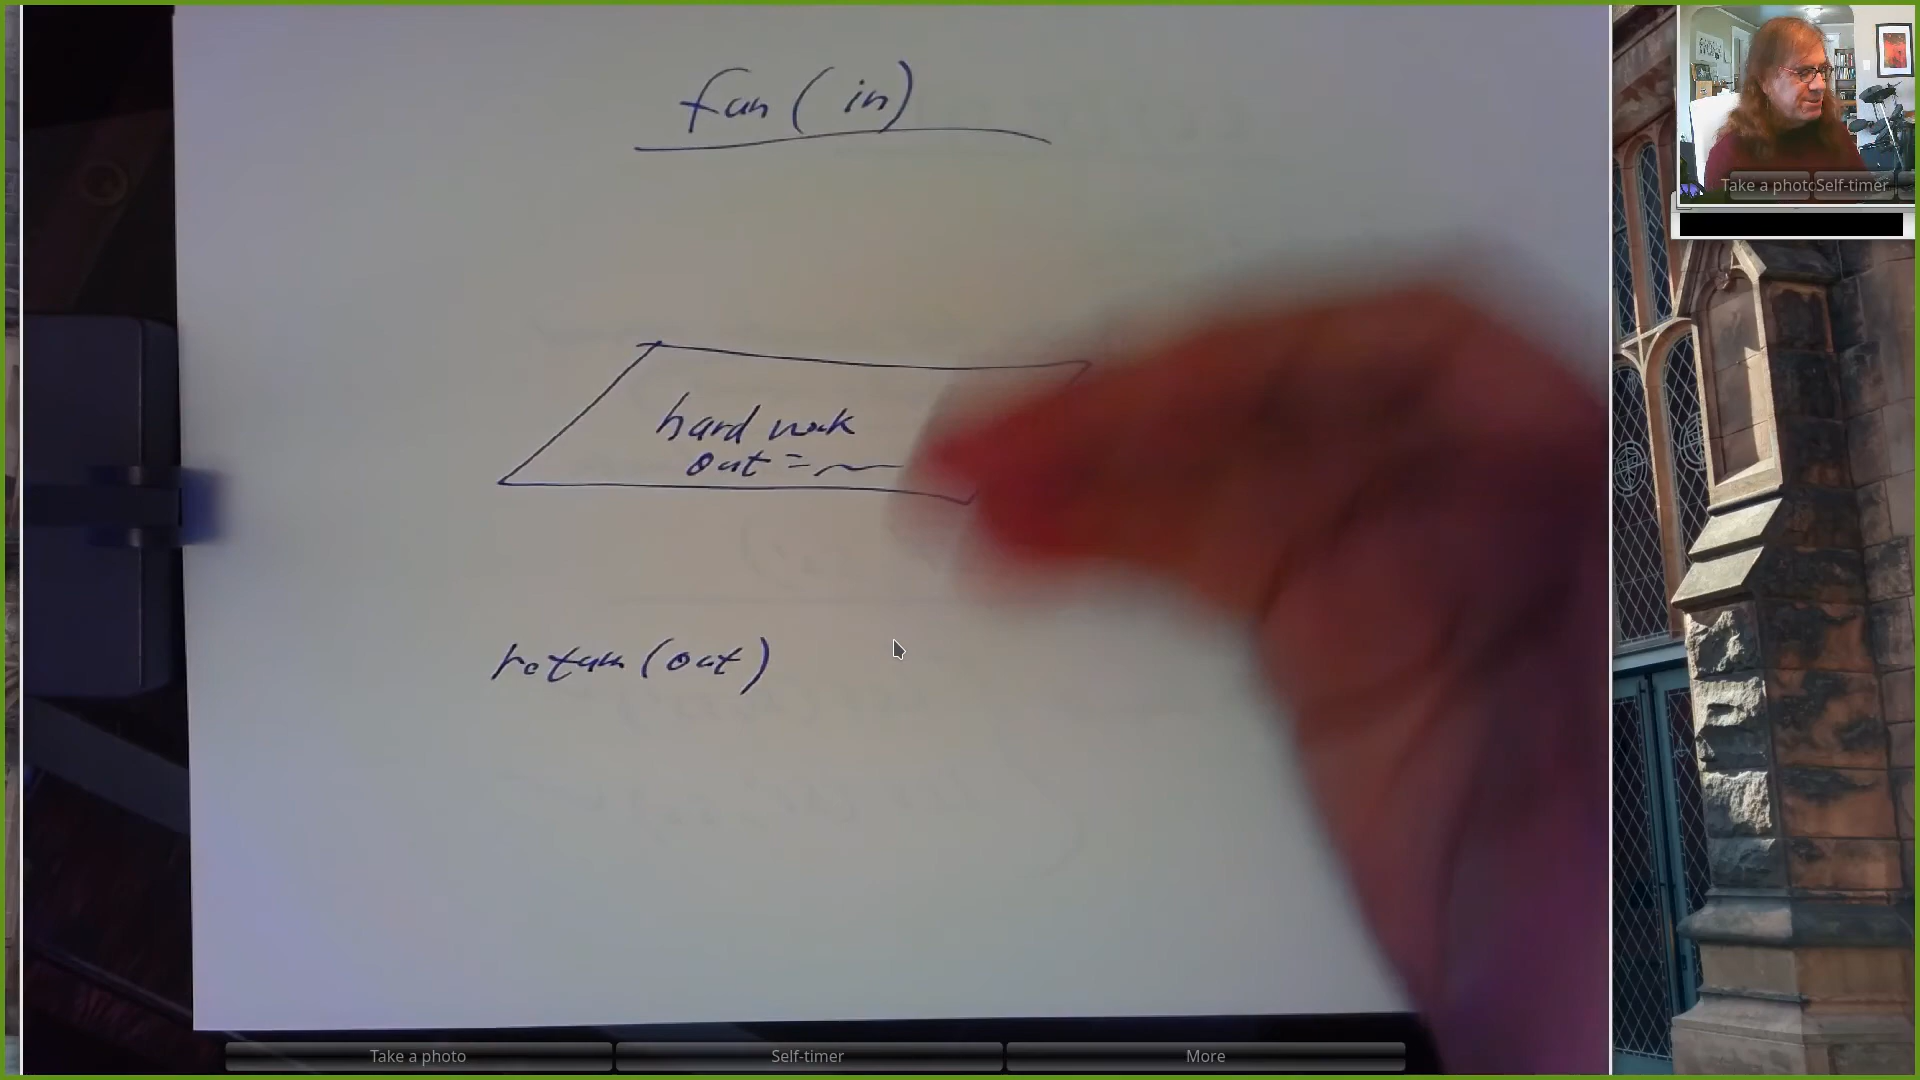 fun ( in )
hard work
out =
return ( out )
Take a photo
Self-timer
More
Take a photo
Self-timer